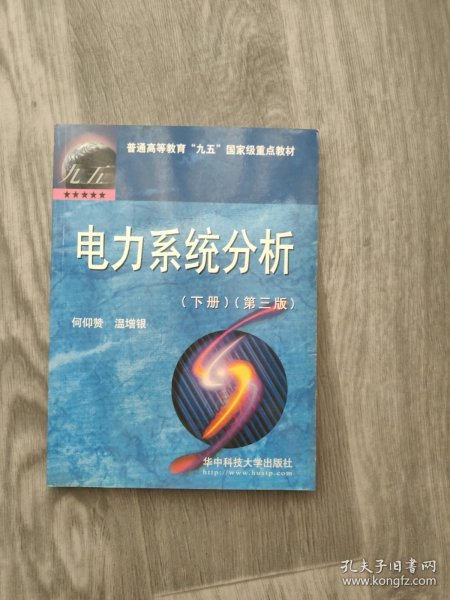 普通高等教育“九五”国家级重点教材
九五
★★★★★
电力系统分析
（下册）（第三版）
何仰赞 温增银
华中科技大学出版社
http://www.hustp.com
孔夫子旧书网
www.kongfz.com